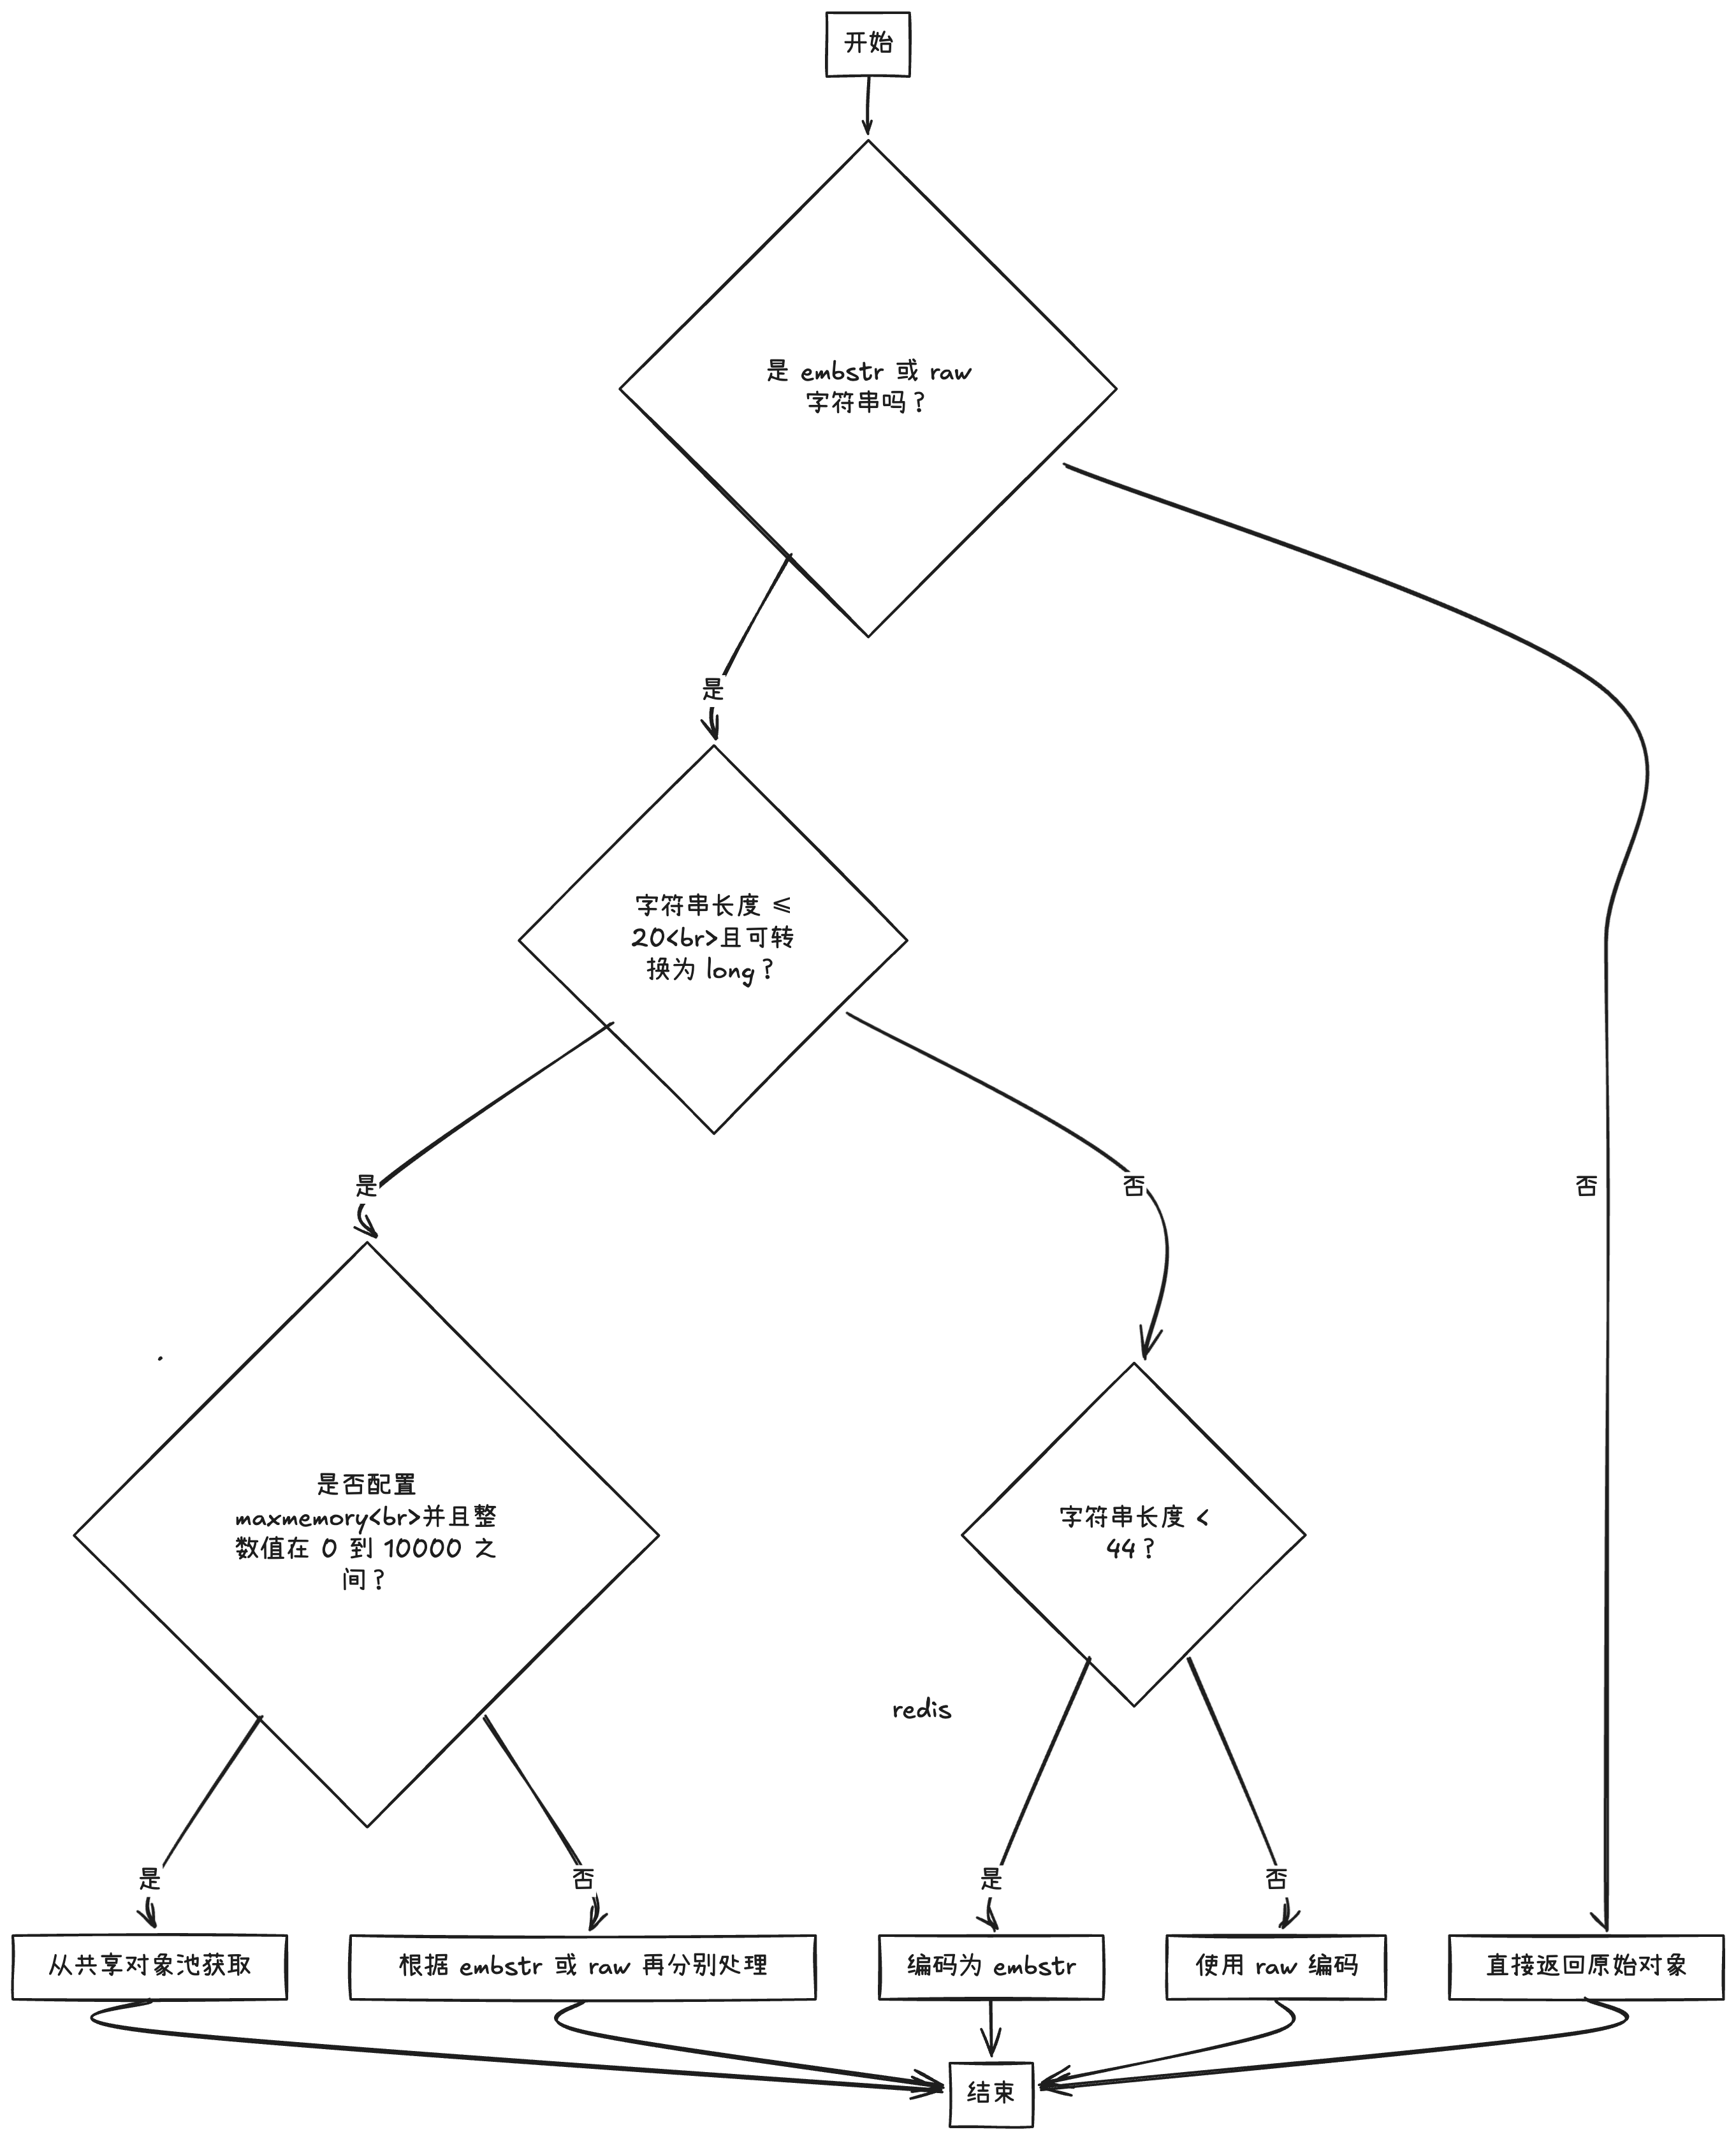 开始
是 embstr 或 raw
字符串吗？
是
字符串长度 ≤
20<br>且可转
换为 long？
是
否
否
是否配置
maxmemory<br>并且整
数值在 0 到 10000 之
间？
字符串长度 <
44？
redis
是
否
是
否
从共享对象池获取
根据 embstr 或 raw 再分别处理
编码为 embstr
使用 raw 编码
直接返回原始对象
结束